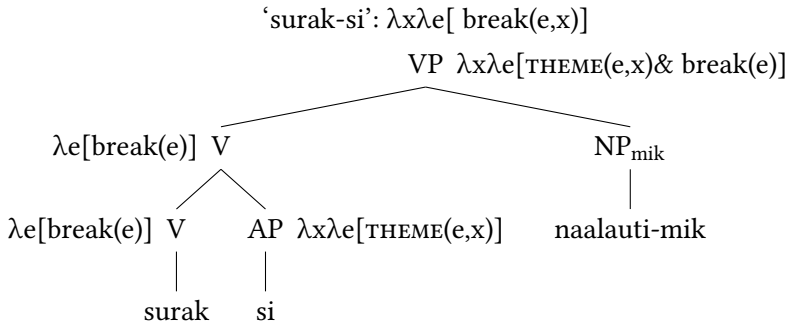 ‘surak-si’: λxλe[ break(e,x)]
VP λxλe[THEME(e,x)& break(e)]
λe[break(e)] V NPmik
λe[break(e)] V AP λxλe[THEME(e,x)] naalauti-mik
surak si